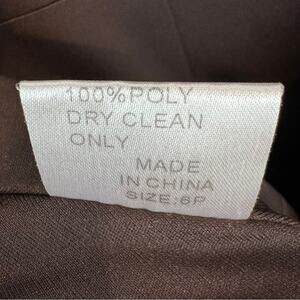 100% POLY
DRY CLEAN
ONLY
MADE
IN CHINA
SIZE:6P